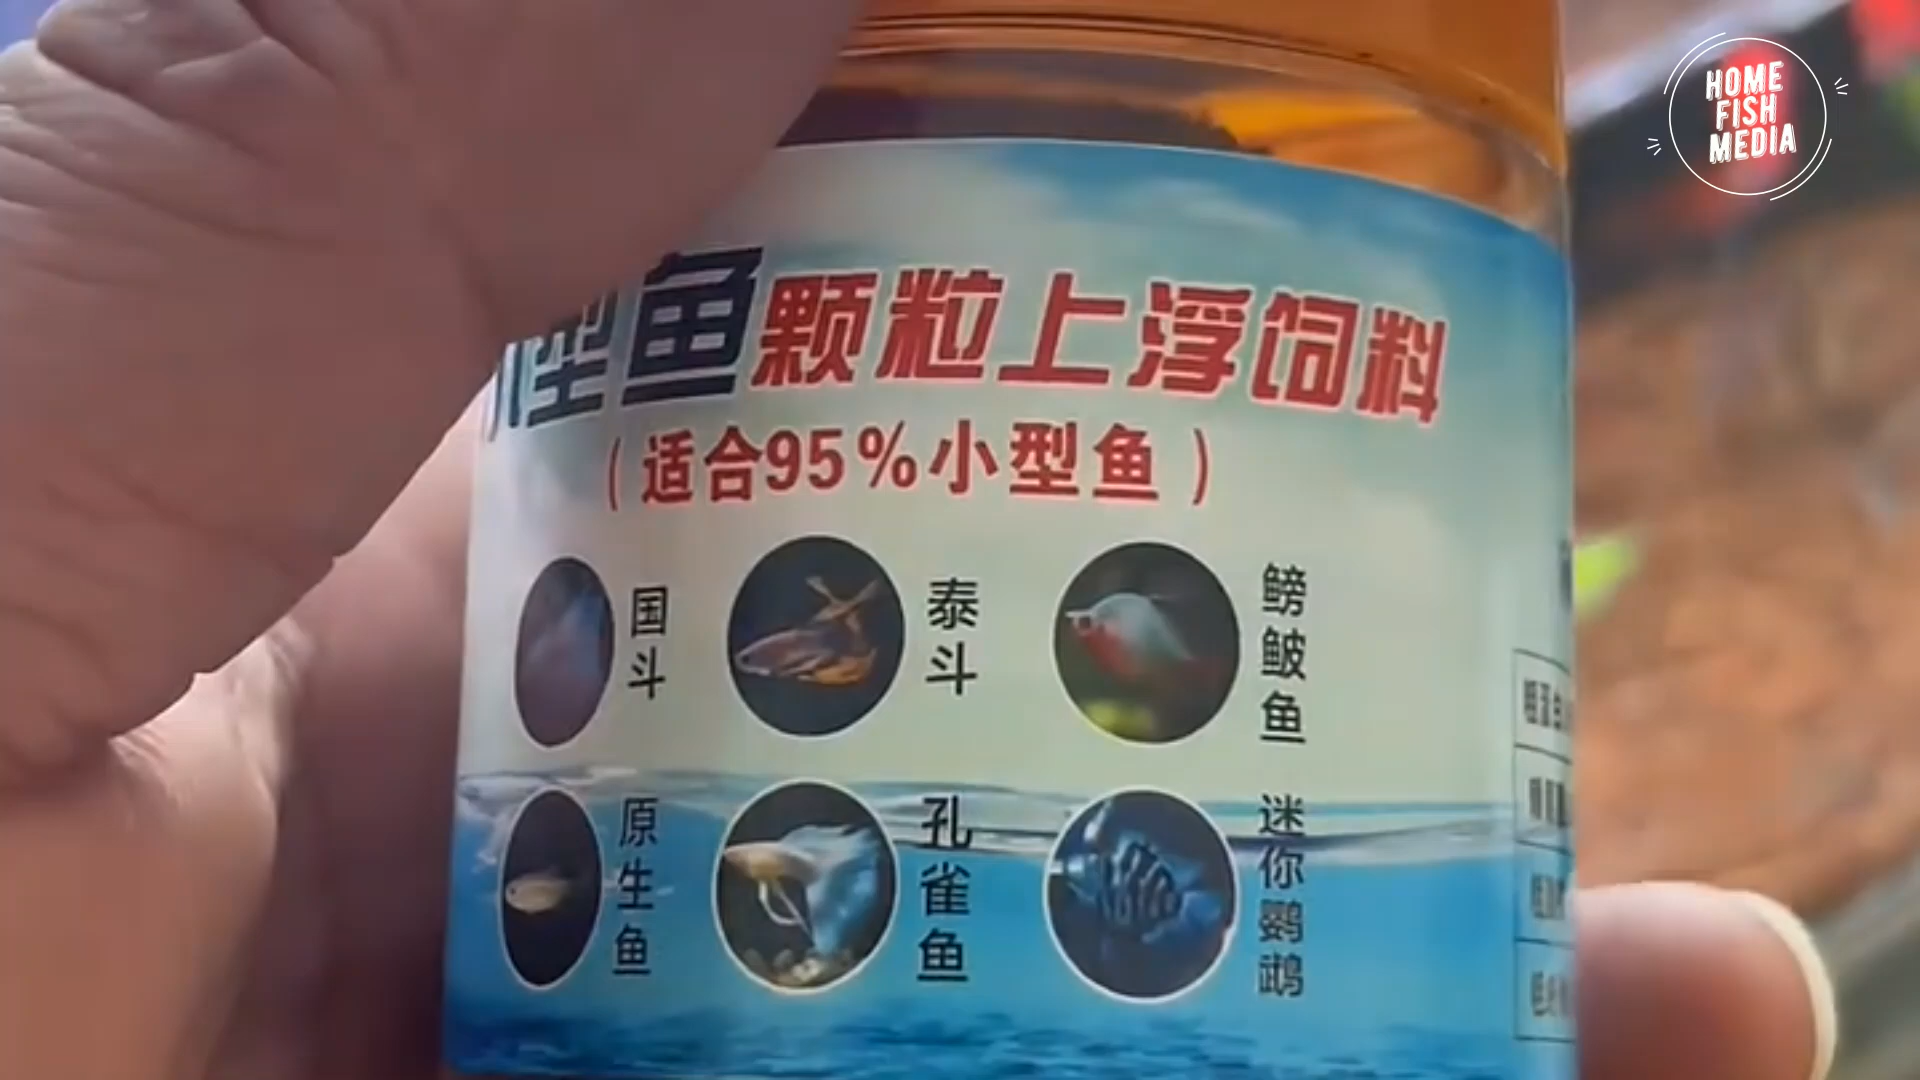 HOME
FISH
MEDIA
小型鱼颗粒上浮饲料
（适合95%小型鱼）
国斗
泰斗
鳑鲏鱼
原生鱼
孔雀鱼
迷你鹦鹉